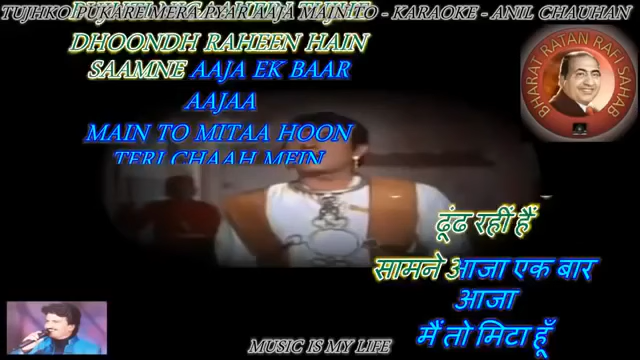 TUJHKO PUKARE MERA PYAR AAJA MAIN TO - KARAOKE - ANIL CHAUHAN
DHOONDH RAHEEN HAIN
SAAMNE AAJA EK BAAR
AAJAA
MAIN TO MITAA HOON
TERI CHAAH MEIN
BHARAT RATAN RAFI SAHAB
ढूंढ रहीं हैं
सामने आजा एक बार
आजा
मैं तो मिटा हूँ
MUSIC IS MY LIFE